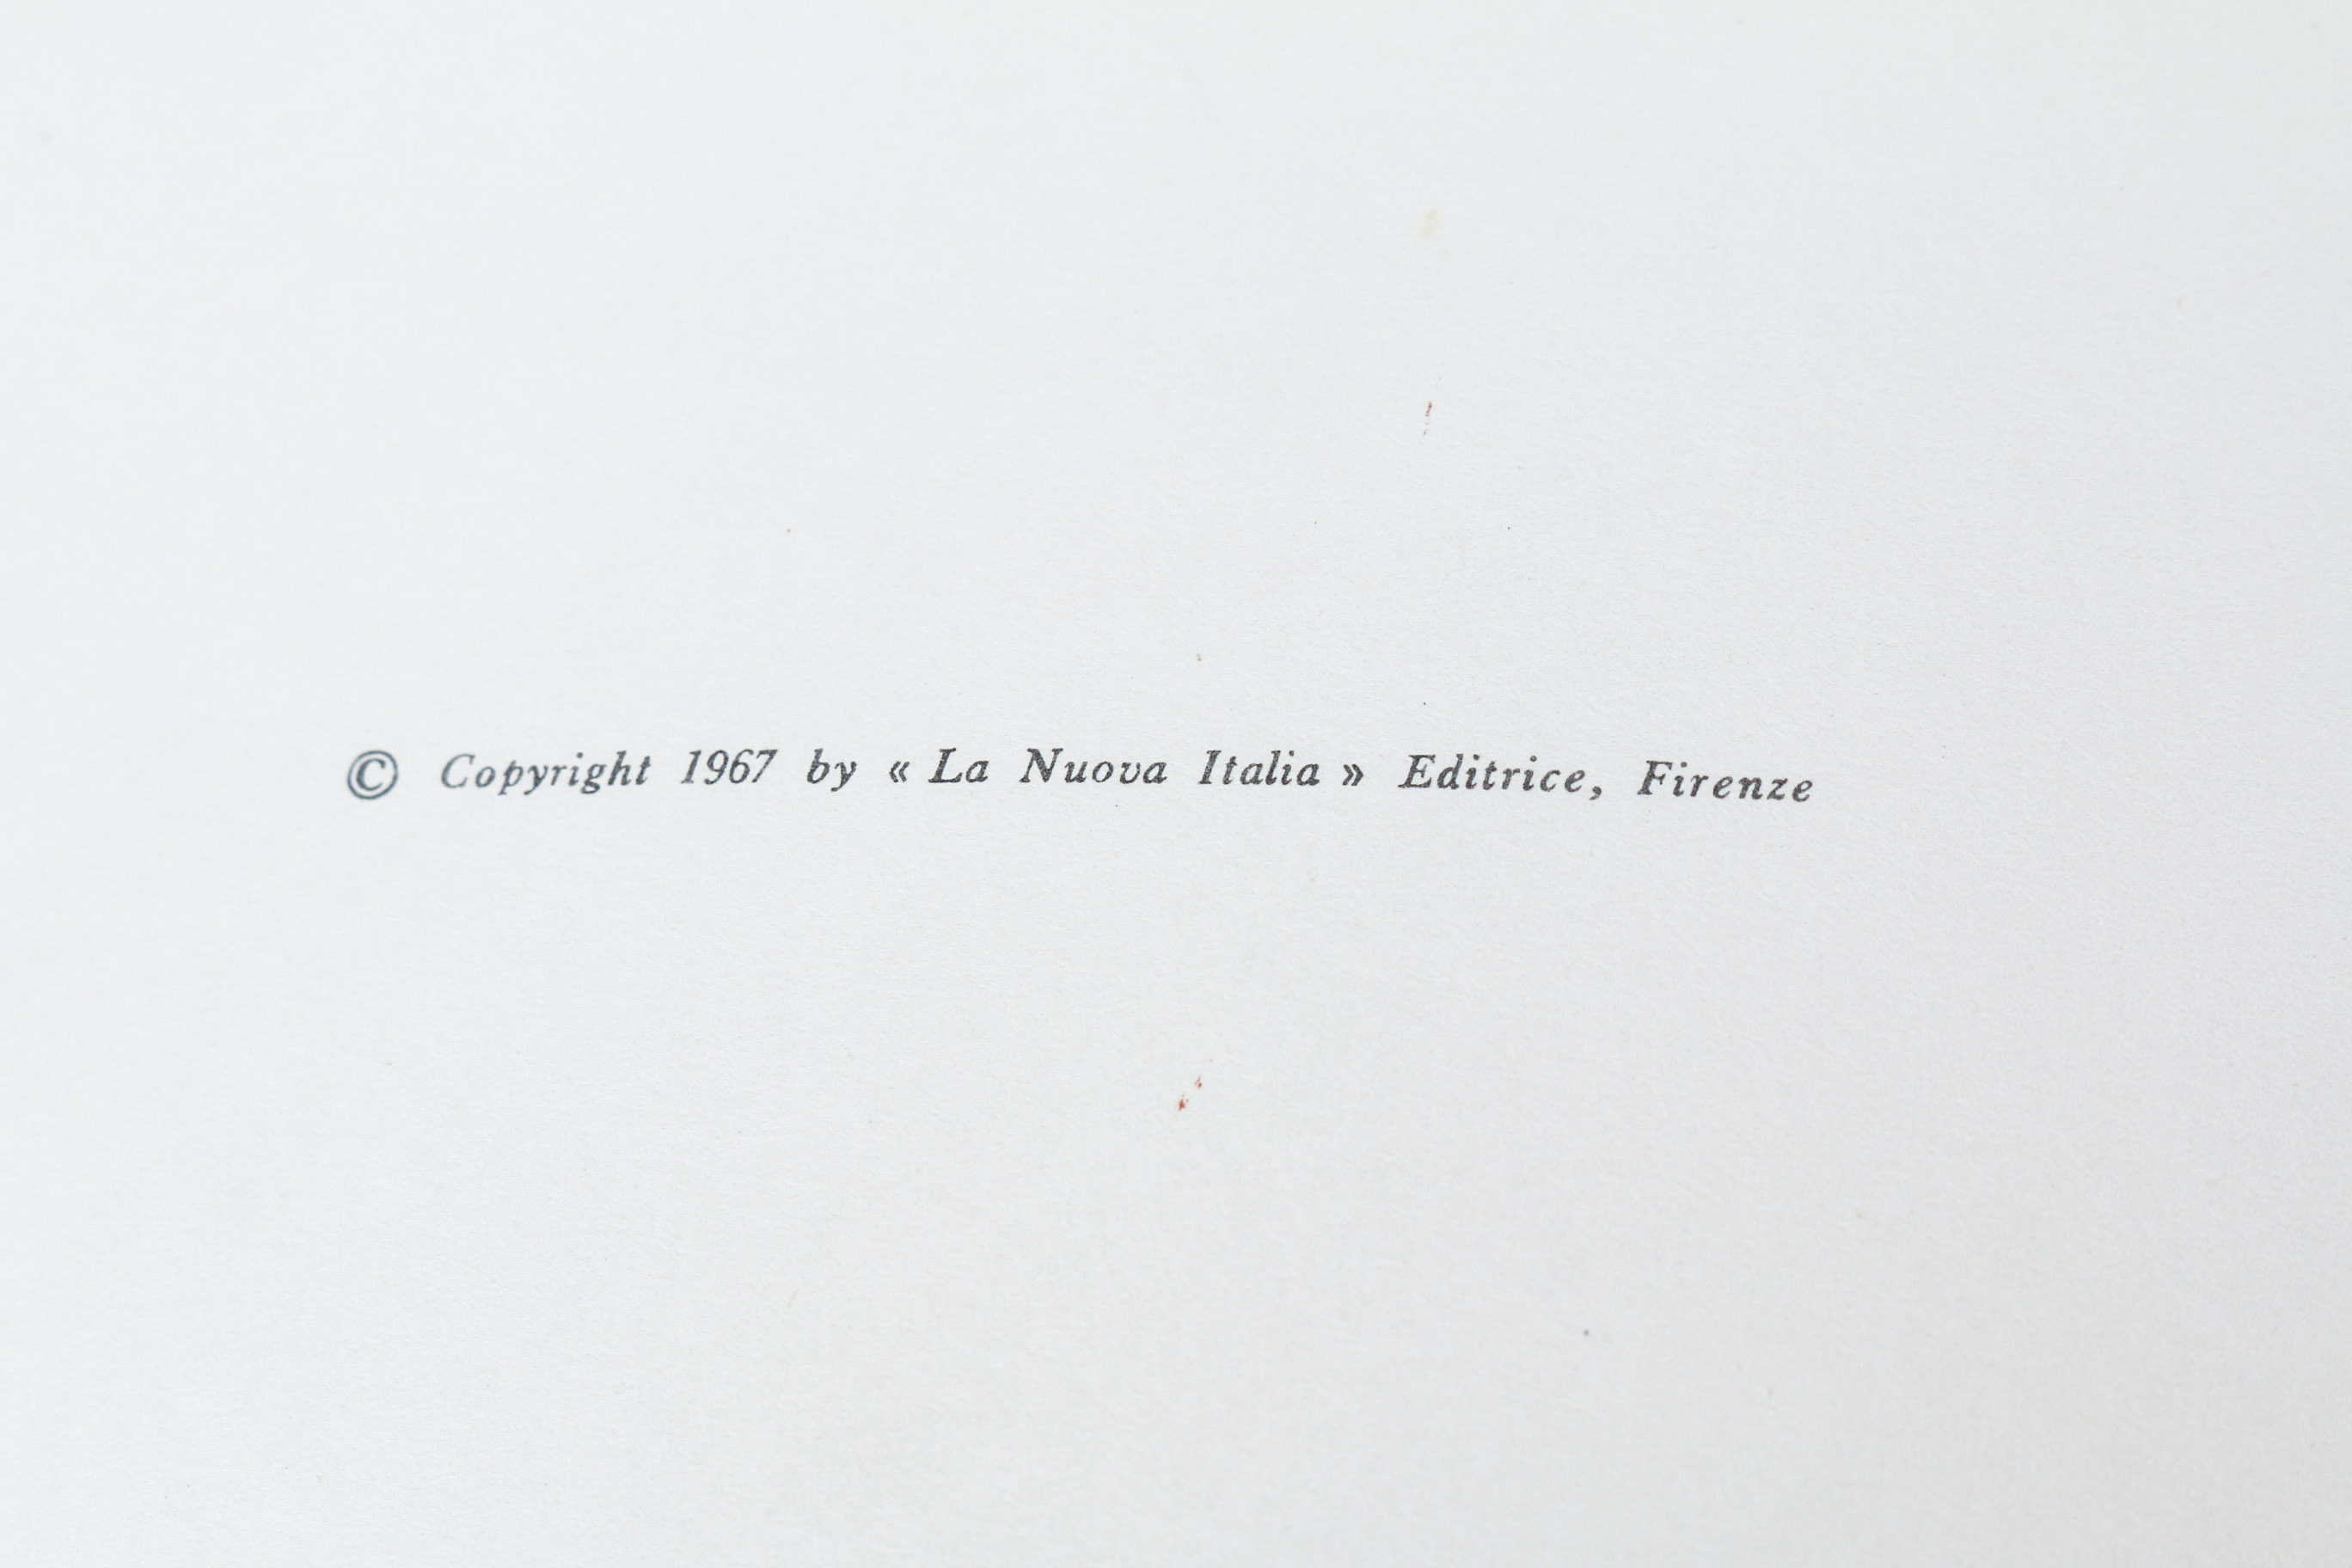 © Copyright 1967 by « La Nuova Italia » Editrice, Firenze